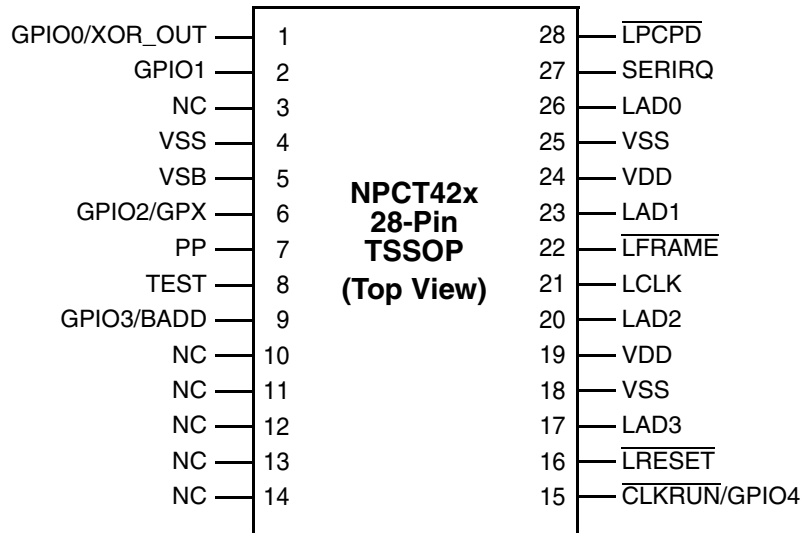 GPIO0/XOR_OUT 1 28 LPCPD
GPIO1 2 27 SERIRQ
NC 3 26 LAD0
VSS 4 25 VSS
VSB 5 24 VDD
GPIO2/GPX 6 23 LAD1
PP 7 22 LFRAME
TEST 8 21 LCLK
GPIO3/BADD 9 20 LAD2
NC 10 19 VDD
NC 11 18 VSS
NC 12 17 LAD3
NC 13 16 LRESET
NC 14 15 CLKRUN/GPIO4
NPCT42x
28-Pin
TSSOP
(Top View)